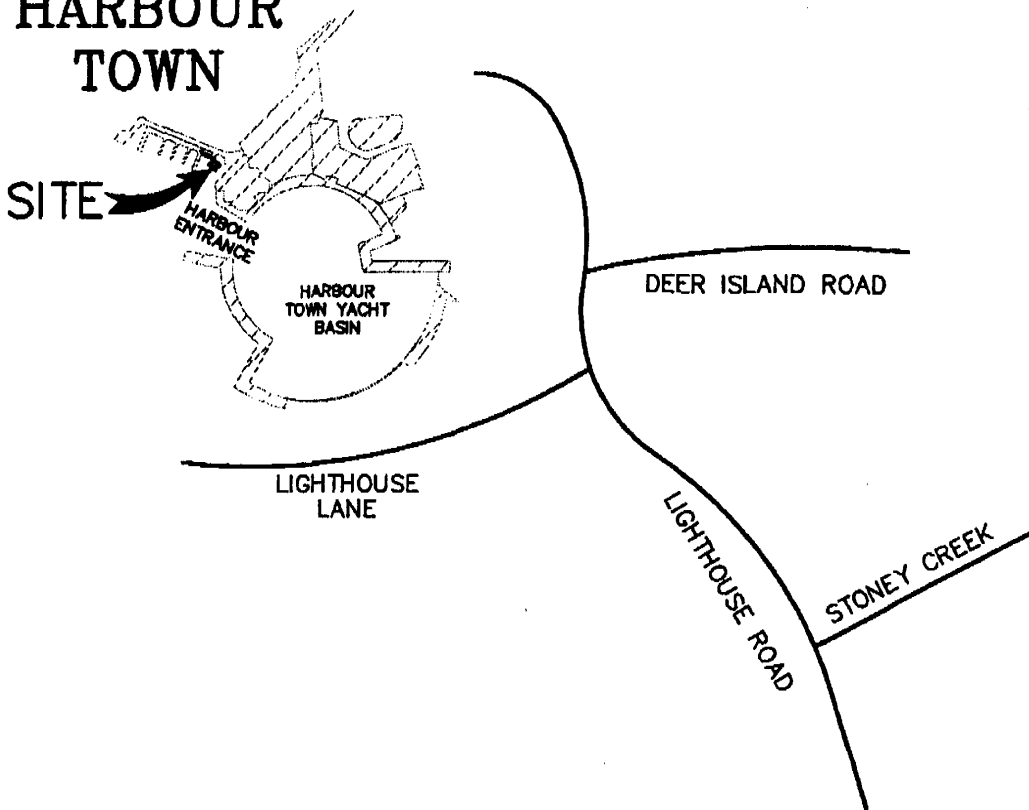 HARBOUR
TOWN
SITE
HARBOUR
ENTRANCE
HARBOUR
TOWN YACHT
BASIN
DEER ISLAND ROAD
LIGHTHOUSE
LANE
LIGHTHOUSE ROAD
STONEY CREEK